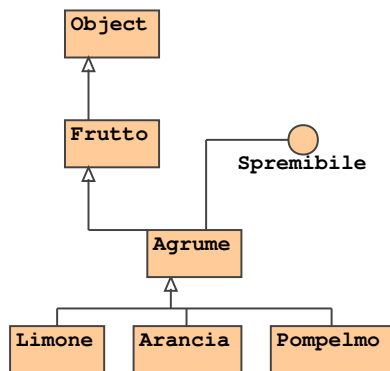 Object
Frutto
Spremibile
Agrume
Limone
Arancia
Pompelmo